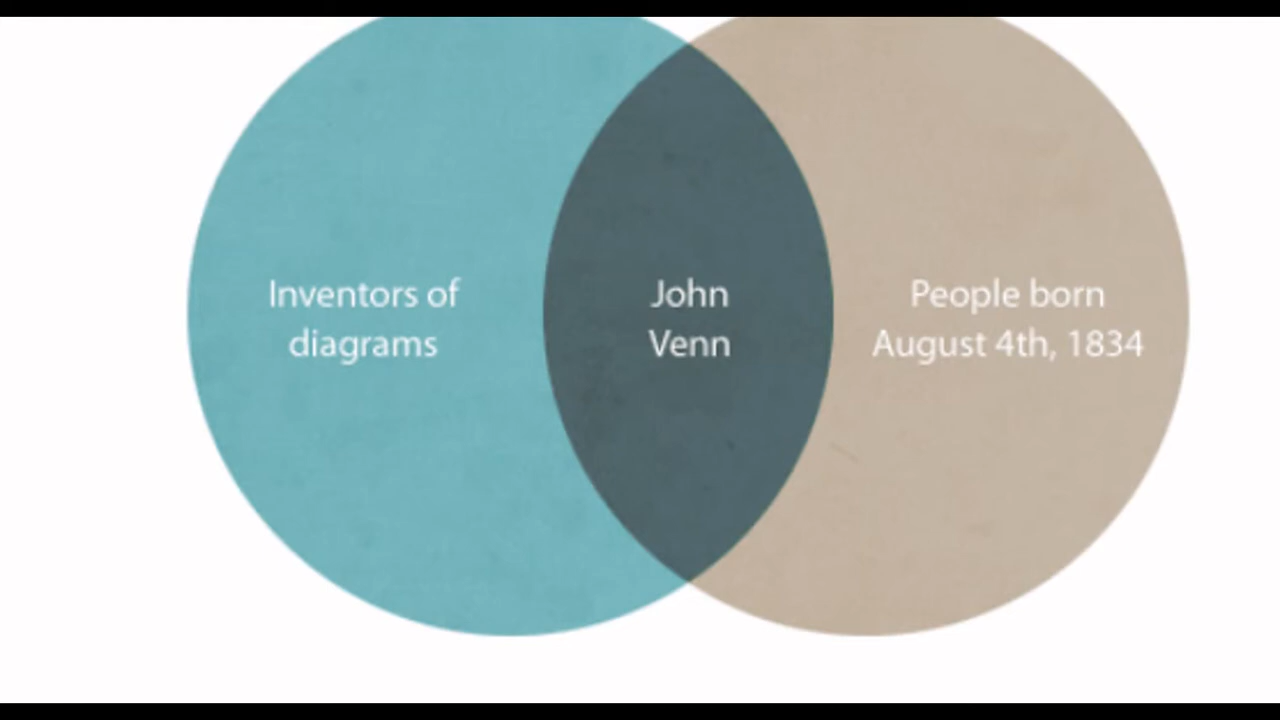 Inventors of
diagrams
John
Venn
People born
August 4th, 1834